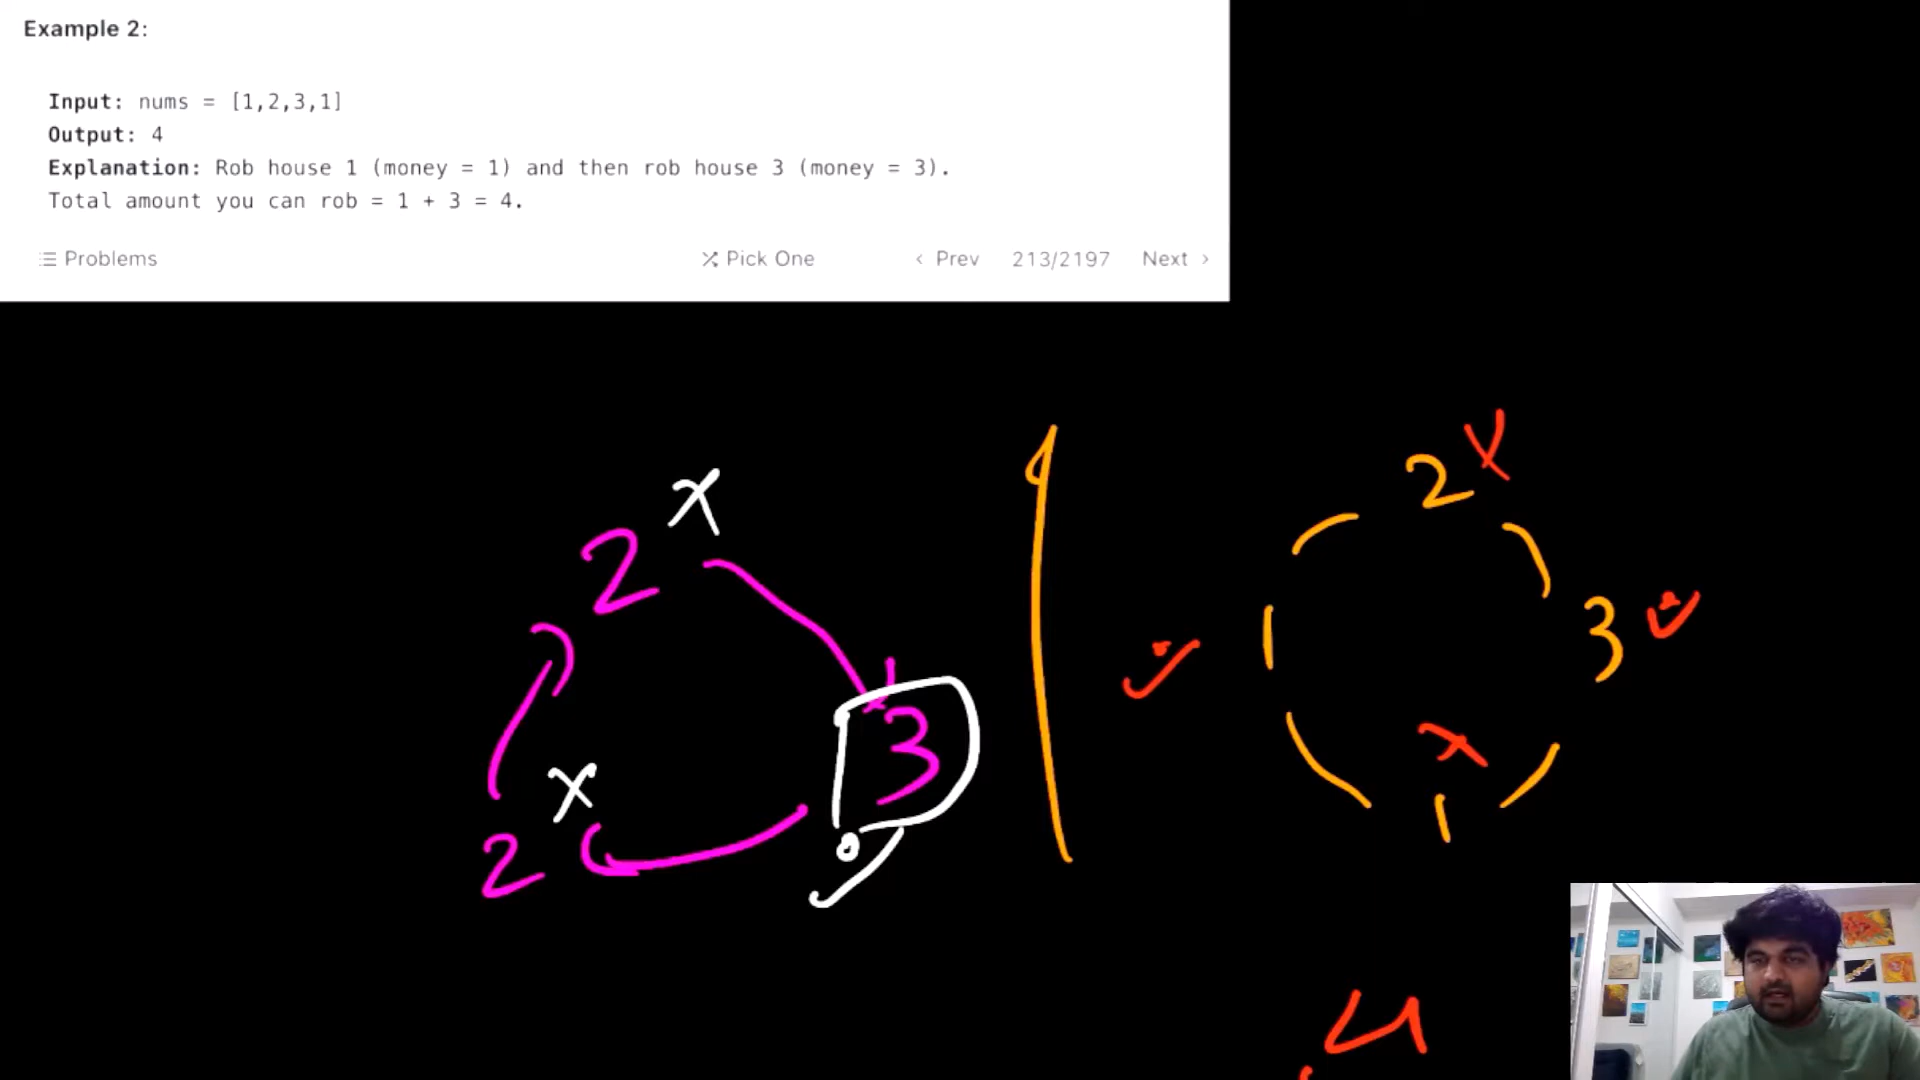 Example 2:
Input: nums = [1,2,3,1]
Output: 4
Explanation: Rob house 1 (money = 1) and then rob house 3 (money = 3).
Total amount you can rob = 1 + 3 = 4.
Problems Pick One < Prev 213/2197 Next >
2 x
3
2 x
2 x
1 3
x
1
4